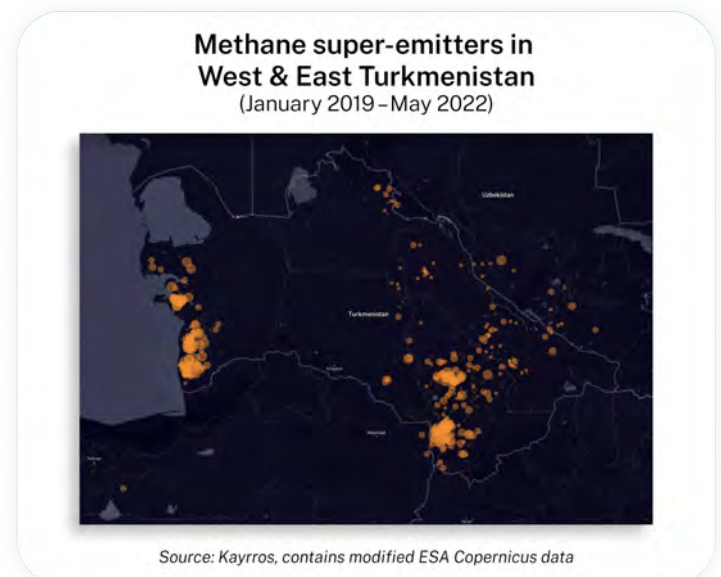 Methane super-emitters in
West & East Turkmenistan
(January 2019–May 2022)
Uzbekistan
Turkmenistan
Source: Kayrros, contains modified ESA Copernicus data